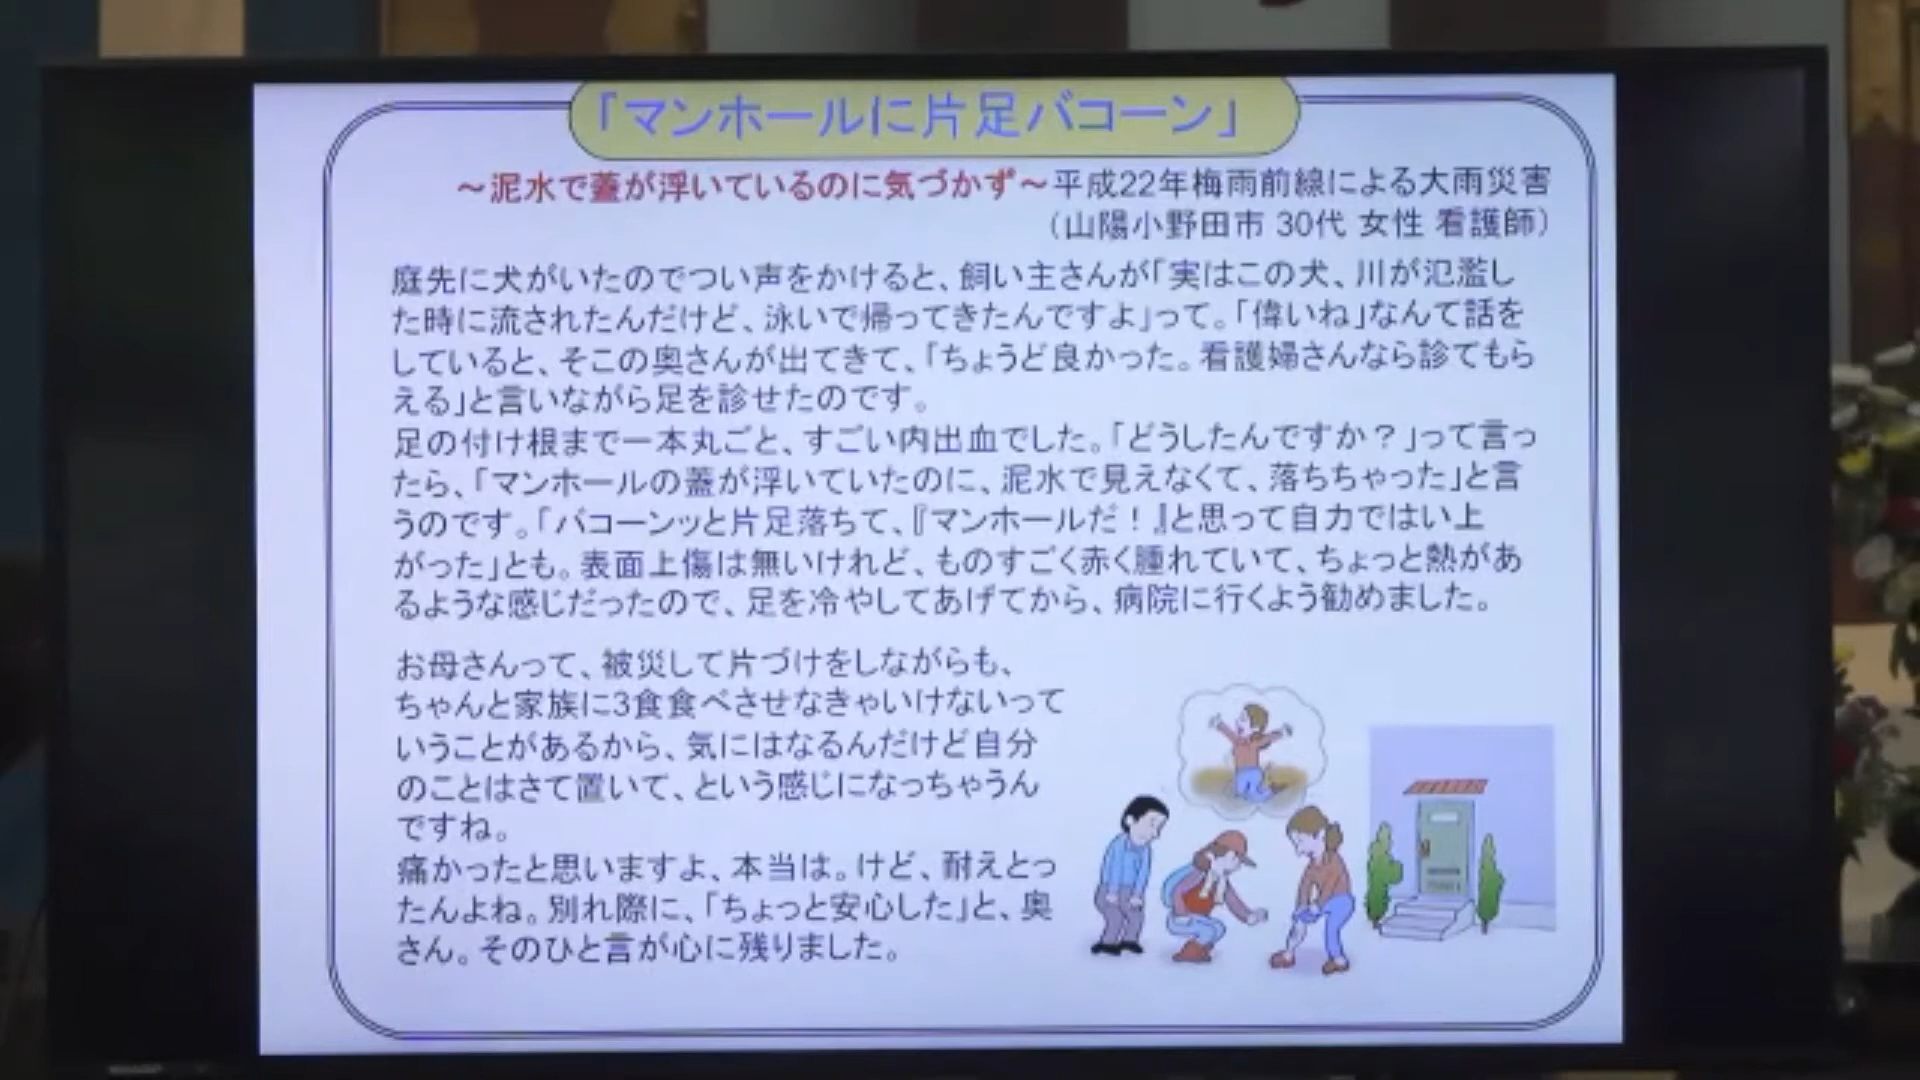 「マンホールに片足バコーン」
～泥水で蓋が浮いているのに気づかず～平成22年梅雨前線による大雨災害
（山陽小野田市 30代 女性 看護師）
庭先に犬がいたのでつい声をかけると、飼い主さんが「実はこの犬、川が氾濫し
た時に流されたんだけど、泳いで帰ってきたんですよ」って。「偉いね」なんて話を
していると、そこの奥さんが出てきて、「ちょうど良かった。看護婦さんなら診てもら
える」と言いながら足を診せたのです。
足の付け根まで一本丸ごと、すごい内出血でした。「どうしたんですか？」って言っ
たら、「マンホールの蓋が浮いていたのに、泥水で見えなくて、落ちちゃった」と言
うのです。「バコーンッと片足落ちて、『マンホールだ！』と思って自力ではい上
がった」とも。表面上傷は無いけれど、ものすごく赤く腫れていて、ちょっと熱があ
るような感じだったので、足を冷やしてあげてから、病院に行くよう勧めました。
お母さんって、被災して片づけをしながらも、
ちゃんと家族に3食食べさせなきゃいけないって
いうことがあるから、気にはなるんだけど自分
のことはさて置いて、という感じになっちゃうん
ですね。
痛かったと思いますよ、本当は。けど、耐えとっ
たんよね。別れ際に、「ちょっと安心した」と、奥
さん。そのひと言が心に残りました。